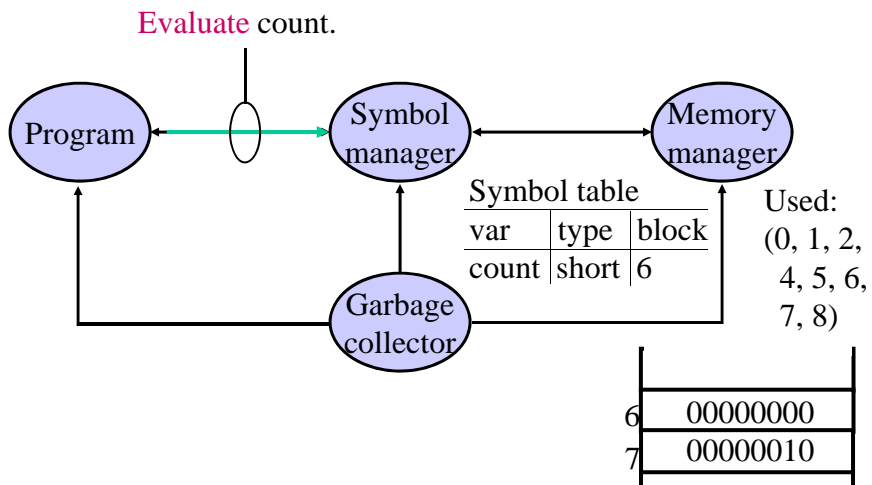 Evaluate count.
Program
Symbol
manager
Memory
manager
Symbol table
var type block
count short 6
Used:
(0, 1, 2,
4, 5, 6,
7, 8)
Garbage
collector
6 00000000
7 00000010